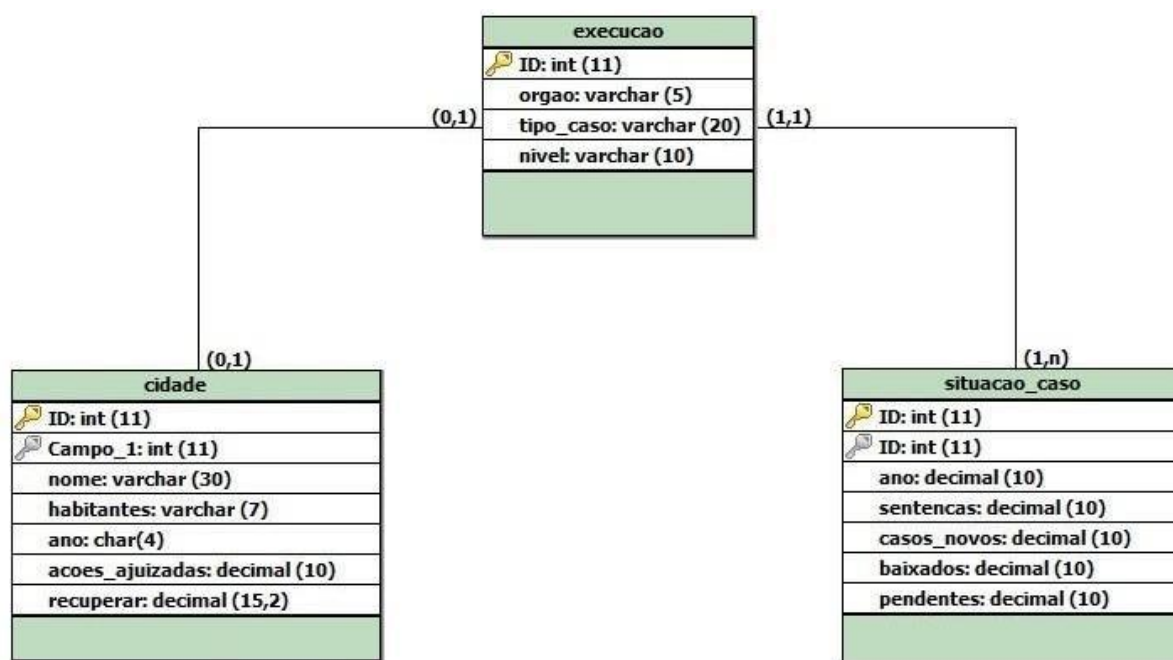 execucao
ID: int (11)
orgao: varchar (5)
tipo_caso: varchar (20)
nivel: varchar (10)
(0,1)
(1,1)
(0,1)
cidade
ID: int (11)
Campo_1: int (11)
nome: varchar (30)
habitantes: varchar (7)
ano: char(4)
acoes_ajuizadas: decimal (10)
recuperar: decimal (15,2)
(1,n)
situacao_caso
ID: int (11)
ID: int (11)
ano: decimal (10)
sentencas: decimal (10)
casos_novos: decimal (10)
baixados: decimal (10)
pendentes: decimal (10)